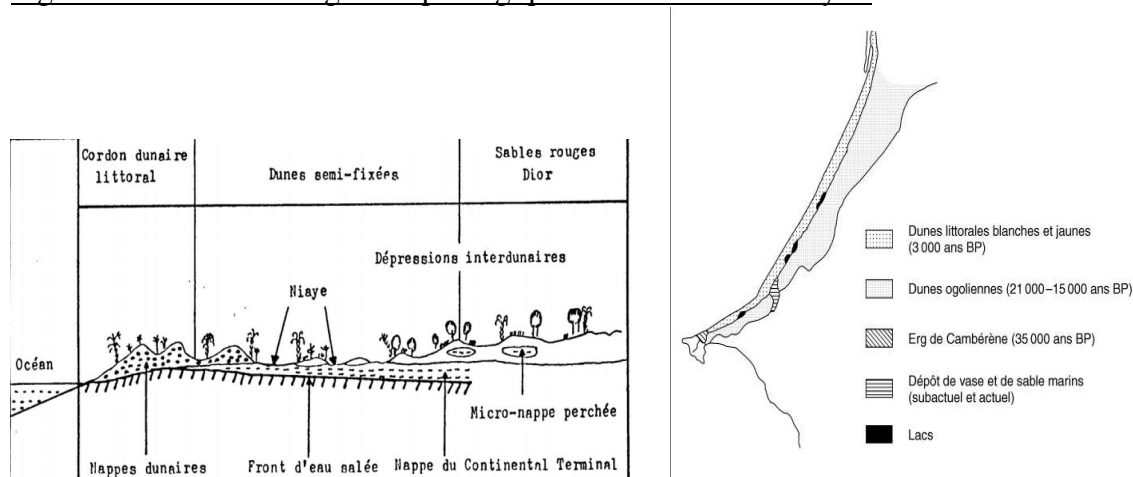 Cordon dunaire
littoral
Dunes semi-fixées
Sables rouges
Dior
Dépressions interdunaires
Niaye
Océan
Micro-nappe perchée
Nappes dunaires
Front d'eau salée
Nappe du Continental Terminal
Dunes littorales blanches et jaunes
(3 000 ans BP)
Dunes ogoliennes (21 000–15 000 ans BP)
Erg de Cambérène (35 000 ans BP)
Dépôt de vase et de sable marins
(subactuel et actuel)
Lacs